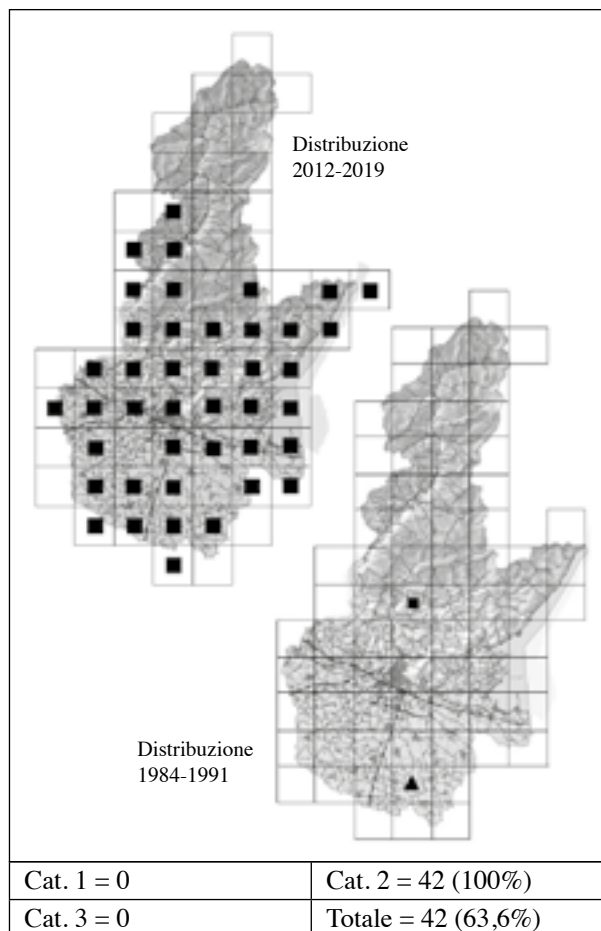 Distribuzione
2012-2019
Distribuzione
1984-1991
Cat. 1 = 0
Cat. 2 = 42 (100%)
Cat. 3 = 0
Totale = 42 (63,6%)